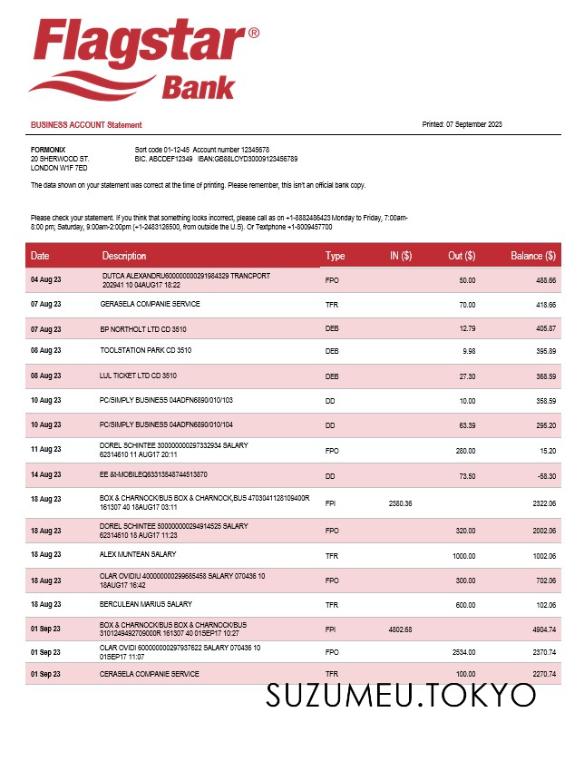 Flagstar®
Bank
BUSINESS ACCOUNT Statement
Printed: 07 September 2023
FORMONIX Sort code 01-12-45 Account number 12345678
20 SHERWOOD ST. BIC. ABCDEF12349 IBAN:GB88LOYD30009123456789
LONDON W1F 7ED
The data shown on your statement was correct at the time of printing. Please remember, this isn't an official bank copy.
Please check your statement. If you think that something looks incorrect, please call as on +1-8882486423 Monday to Friday, 7:00am-
8:00 pm; Saturday, 9:00am-2:00pm (+1-2483126500, from outside the U.S). Or Textphone +1-8009457700
Date Description Type IN ($) Out ($) Balance ($)
04 Aug 23 DUTCA ALEXANDRU600000000291984329 TRANCPORT FPO 50.00 488.66
202941 10 04AUG17 18:22
07 Aug 23 GERASELA COMPANIE SERVICE TFR 70.00 418.66
07 Aug 23 BP NORTHOLT LTD CD 3510 DEB 12.79 405.87
08 Aug 23 TOOLSTATION PARK CD 3510 DEB 9.98 395.89
08 Aug 23 LUL TICKET LTD CD 3510 DEB 27.30 368.59
10 Aug 23 PC/SIMPLY BUSINESS 04ADFN6890/010/103 DD 10.00 358.59
10 Aug 23 PC/SIMPLY BUSINESS 04ADFN6890/010/104 DD 63.39 295.20
11 Aug 23 DOREL SCHINTEE 300000000297332934 SALARY FPO 280.00 15.20
62314610 11 AUG17 20:11
14 Aug 23 EE &t-MOBILEQ63313548744513870 DD 73.50 -58.30
18 Aug 23 BOX & CHARNOCK/BUS BOX & CHARNOCK,BUS 4703041128109400R FPI 2380.36 2322.06
161307 40 18AUG17 03:11
18 Aug 23 DOREL SCHINTEE 500000000294914525 SALARY FPO 320.00 2002.06
62314610 18 AUG17 11:23
18 Aug 23 ALEX MUNTEAN SALARY TFR 1000.00 1002.06
18 Aug 23 OLAR OVIDIU 400000000299685458 SALARY 070436 10 FPO 300.00 702.06
18AUG17 16:42
18 Aug 23 BERCULEAN MARIUS SALARY TFR 600.00 102.06
01 Sep 23 BOX & CHARNOCK/BUS BOX & CHARNOCK/BUS FPI 4802.68 4904.74
3101249492709000R 161307 40 01SEP17 10:27
01 Sep 23 OLAR OVIDI 600000000297937622 SALARY 070436 10 FPO 2534.00 2370.74
01SEP17 11:07
01 Sep 23 CERASELA COMPANIE SERVICE TFR 100.00 2270.74
SUZUMEU.TOKYO